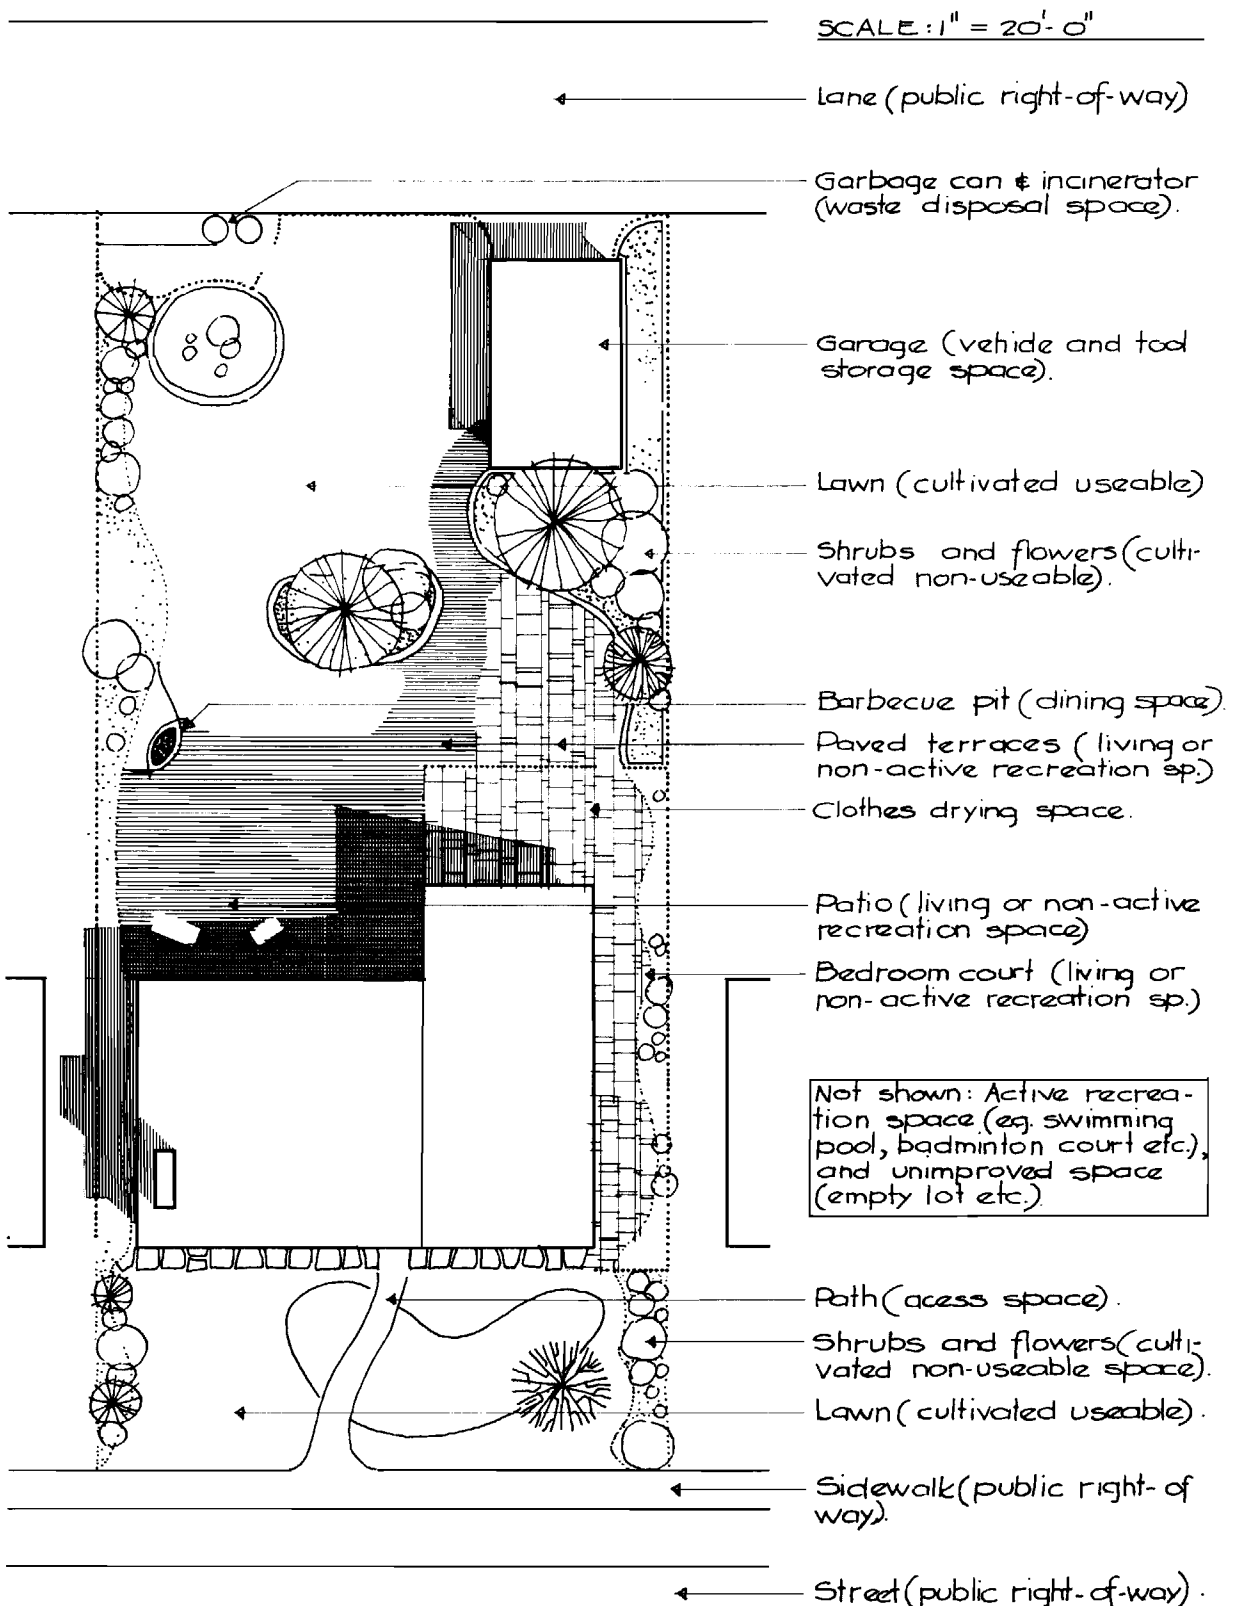 SCALE: 1" = 20'-0"
Lane (public right-of-way)
Garbage can & incinerator
(waste disposal space).
Garage (vehicle and tool
storage space).
Lawn (cultivated useable)
Shrubs and flowers (culti-
vated non-useable).
Barbecue pit (dining space).
Paved terraces (living or
non-active recreation sp.)
Clothes drying space.
Patio (living or non-active
recreation space)
Bedroom court (living or
non-active recreation sp.)
Not shown: Active recrea-
tion space (eg. swimming
pool, badminton court etc.),
and unimproved space
(empty lot etc.)
Path (acess space).
Shrubs and flowers (culti-
vated non-useable space).
Lawn (cultivated useable).
Sidewalk (public right-of
way).
Street (public right-of-way).